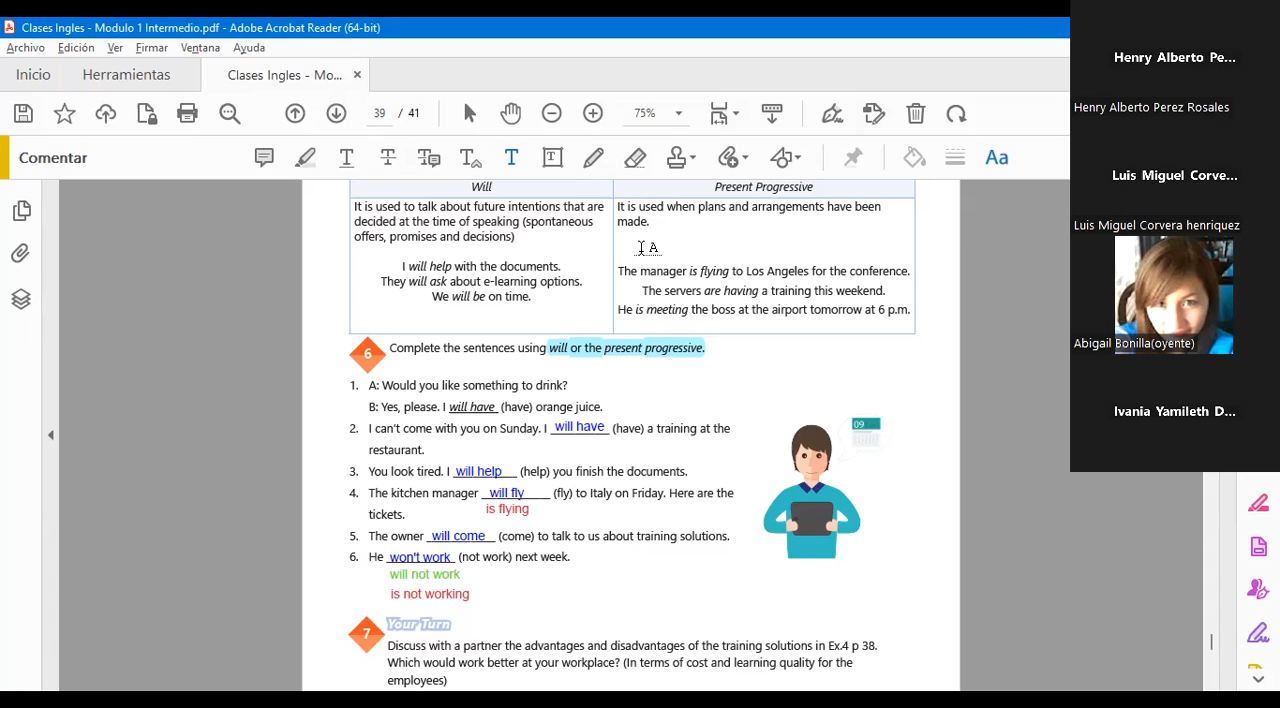 Clases Ingles - Modulo 1 Intermedio.pdf - Adobe Acrobat Reader (64-bit)
Archivo Edición Ver Firmar Ventana Ayuda
Inicio Herramientas Clases Ingles - Mo... ×
39 / 41 75%
Comentar
Will Present Progressive
It is used to talk about future intentions that are
decided at the time of speaking (spontaneous
offers, promises and decisions)
I will help with the documents.
They will ask about e-learning options.
We will be on time.
It is used when plans and arrangements have been
made.
A
The manager is flying to Los Angeles for the conference.
The servers are having a training this weekend.
He is meeting the boss at the airport tomorrow at 6 p.m.
6 Complete the sentences using will or the present progressive.
1. A: Would you like something to drink?
B: Yes, please. I will have (have) orange juice.
2. I can't come with you on Sunday. I will have (have) a training at the
restaurant.
3. You look tired. I will help (help) you finish the documents.
4. The kitchen manager will fly (fly) to Italy on Friday. Here are the
tickets. is flying
5. The owner will come (come) to talk to us about training solutions.
6. He won't work (not work) next week.
will not work
is not working
09
7 Your Turn
Discuss with a partner the advantages and disadvantages of the training solutions in Ex.4 p 38.
Which would work better at your workplace? (In terms of cost and learning quality for the
employees)
Aa
Henry Alberto Pe...
Henry Alberto Perez Rosales
Luis Miguel Corve...
Luis Miguel Corvera henriquez
Abigail Bonilla(oyente)
Ivania Yamileth D...